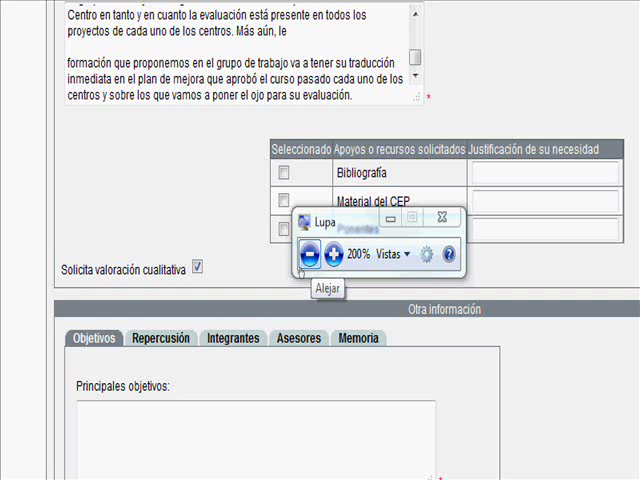 Centro en tanto y en cuanto la evaluación está presente en todos los
proyectos de cada uno de los centros. Más aún, le
formación que proponemos en el grupo de trabajo va a tener su traducción
inmediata en el plan de mejora que aprobó el curso pasado cada uno de los
centros y sobre los que vamos a poner el ojo para su evaluación.
*
Seleccionado Apoyos o recursos solicitados Justificación de su necesidad
Bibliografía
Material del CEP
Lupa
Ponentes
200% Vistas
Solicita valoración cualitativa
Alejar
Otra información
Objetivos Repercusión Integrantes Asesores Memoria
Principales objetivos:
*